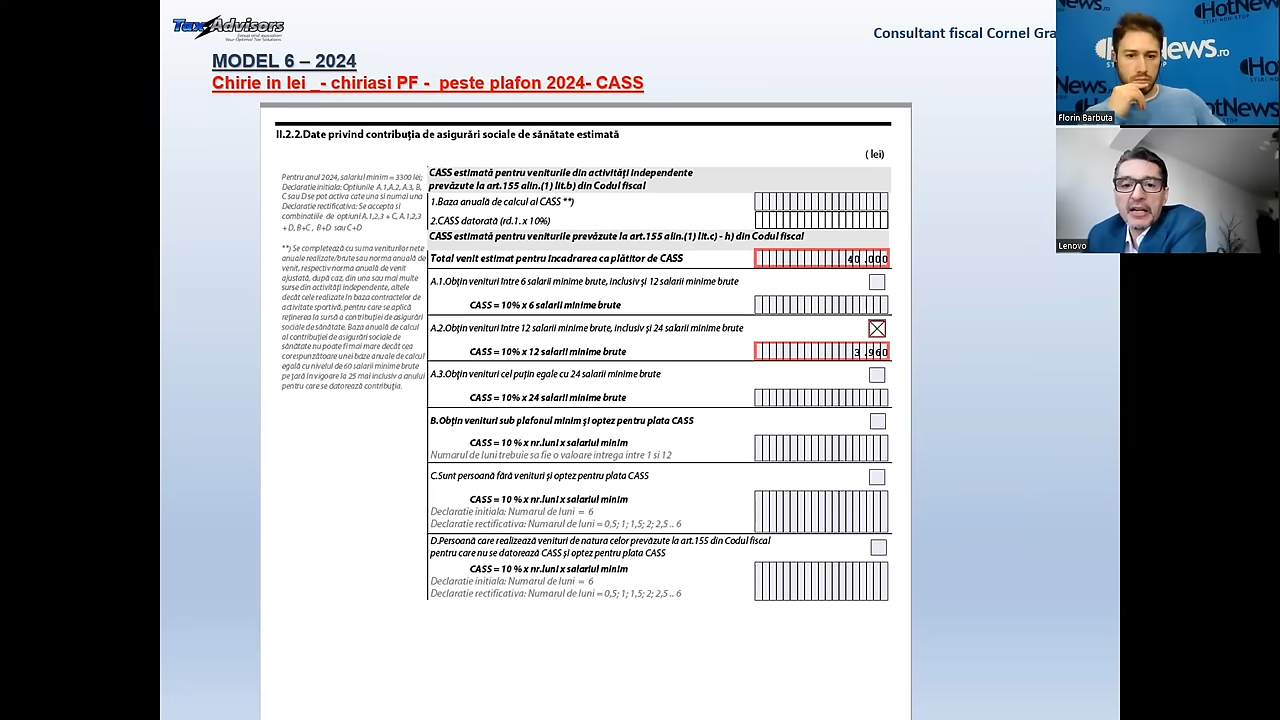 Tax Advisors
Consultant fiscal Cornel Gra
MODEL 6 – 2024
Chirie in lei _- chiriasi PF - peste plafon 2024- CASS
II.2.2.Date privind contribuția de asigurări sociale de sănătate estimată
( lei)
Pentru anul 2024, salariul minim = 3300 lei;
Declaratie initiala: Optiunile A.1,A.2, A.3, B,
C sau D se pot activa cate una si numai una
Declaratie rectificativa: Se accepta si
combinatiile de optiuni A.1,2,3 + C, A.1,2,3
+ D, B+C , B+D sau C+D
**) Se completează cu suma veniturilor nete
anuale realizate/brute sau norma anuală de
venit, respectiv norma anuală de venit
ajustată, după caz, din una sau mai multe
surse din activități independente, altele
decât cele realizate în baza contractelor de
activitate sportivă, pentru care se aplică
reținerea la sursă a contribuției de asigurări
sociale de sănătate. Baza anuală de calcul
al contribuției de asigurări sociale de
sănătate nu poate fi mai mare decât cea
corespunzătoare unei baze anuale de calcul
egală cu nivelul de 60 salarii minime brute
pe țară în vigoare la 25 mai inclusiv a anului
pentru care se datorează contribuția.
CASS estimată pentru veniturile din activități independente
prevăzute la art.155 alin.(1) lit.b) din Codul fiscal
1.Baza anuală de calcul al CASS **)
2.CASS datorată (rd.1. x 10%)
CASS estimată pentru veniturile prevăzute la art.155 alin.(1) lit.c) - h) din Codul fiscal
Total venit estimat pentru încadrarea ca plătitor de CASS 40.000
A.1.Obțin venituri între 6 salarii minime brute, inclusiv și 12 salarii minime brute
CASS = 10% x 6 salarii minime brute
A.2.Obțin venituri între 12 salarii minime brute, inclusiv și 24 salarii minime brute
CASS = 10% x 12 salarii minime brute 3.960
A.3.Obțin venituri cel puțin egale cu 24 salarii minime brute
CASS = 10% x 24 salarii minime brute
B.Obțin venituri sub plafonul minim și optez pentru plata CASS
CASS = 10 % x nr.luni x salariul minim
Numarul de luni trebuie sa fie o valoare intrega intre 1 si 12
C.Sunt persoană fără venituri și optez pentru plata CASS
CASS = 10 % x nr.luni x salariul minim
Declaratie initiala: Numarul de luni = 6
Declaratie rectificativa: Numarul de luni = 0,5; 1; 1,5; 2; 2,5 .. 6
D.Persoană care realizează venituri de natura celor prevăzute la art.155 din Codul fiscal
pentru care nu se datorează CASS și optez pentru plata CASS
CASS = 10 % x nr.luni x salariul minim
Declaratie initiala: Numarul de luni = 6
Declaratie rectificativa: Numarul de luni = 0,5; 1; 1,5; 2; 2,5 .. 6
HotNews
STIRI NON-STOP
HotNews.ro
Florin Barbuta
Lenovo